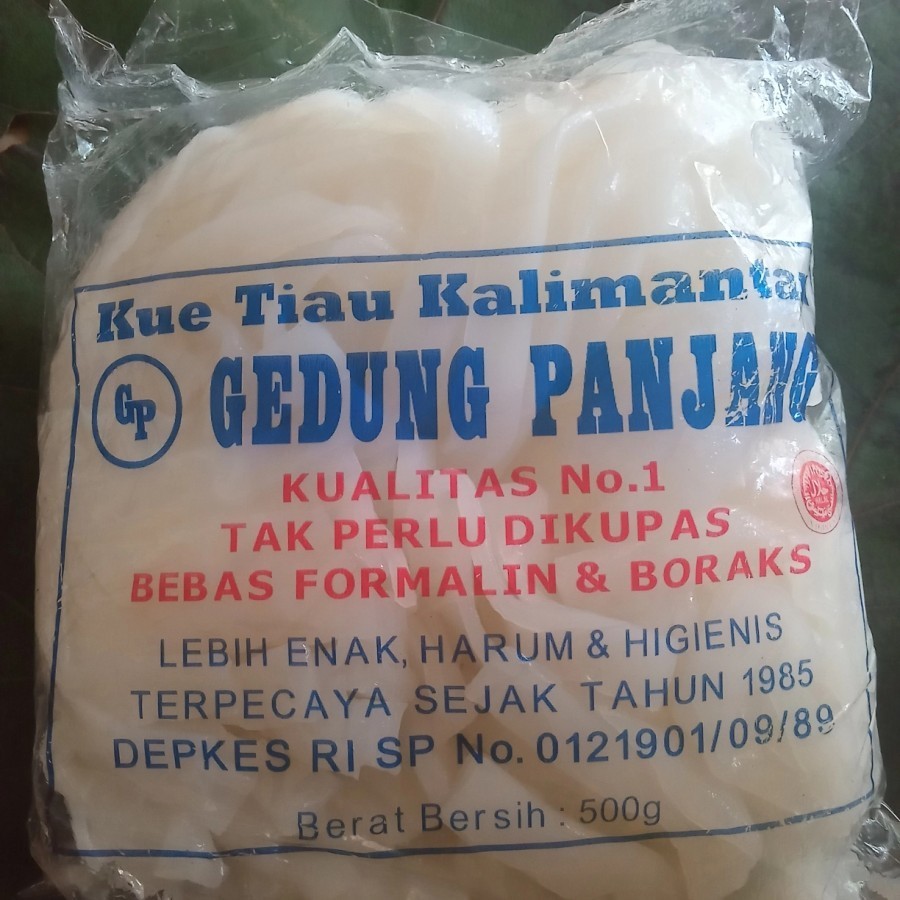 Kue Tiau Kalimantan
GP
GEDUNG PANJANG
KUALITAS No.1
TAK PERLU DIKUPAS
BEBAS FORMALIN & BORAKS
LEBIH ENAK, HARUM & HIGIENIS
TERPECAYA SEJAK TAHUN 1985
DEPKES RI SP No. 0121901/09/89
Berat Bersih : 500g